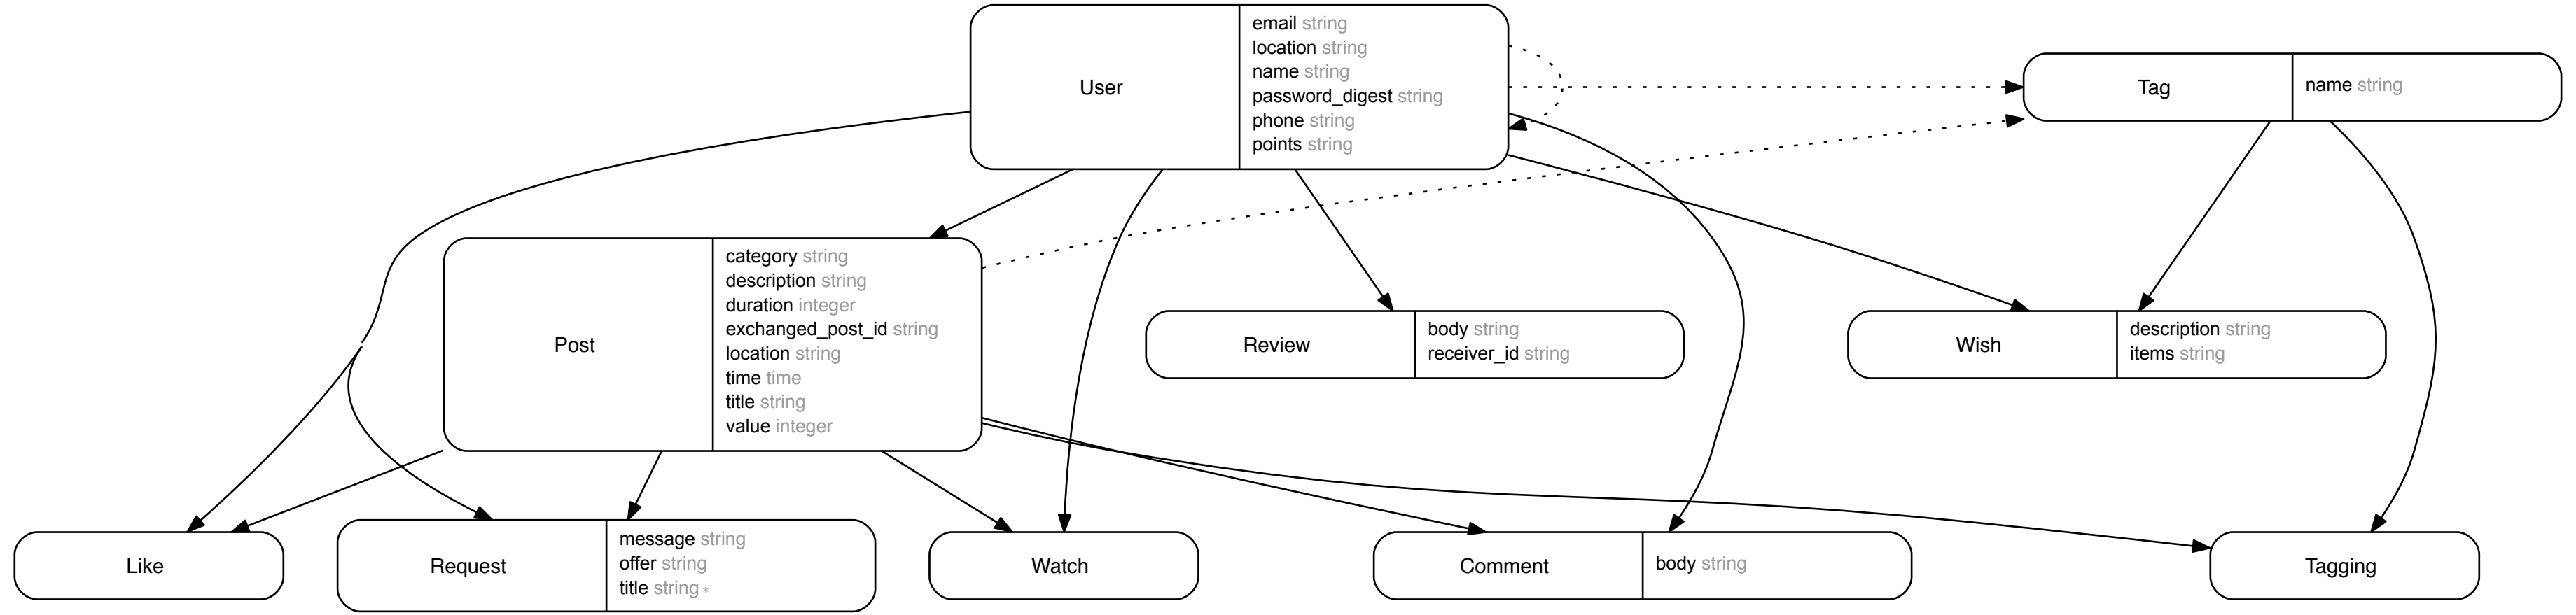 User
email string
location string
name string
password_digest string
phone string
points string
Tag
name string
Post
category string
description string
duration integer
exchanged_post_id string
location string
time time
title string
value integer
Review
body string
receiver_id string
Wish
description string
items string
Like
Request
message string
offer string
title string *
Watch
Comment
body string
Tagging